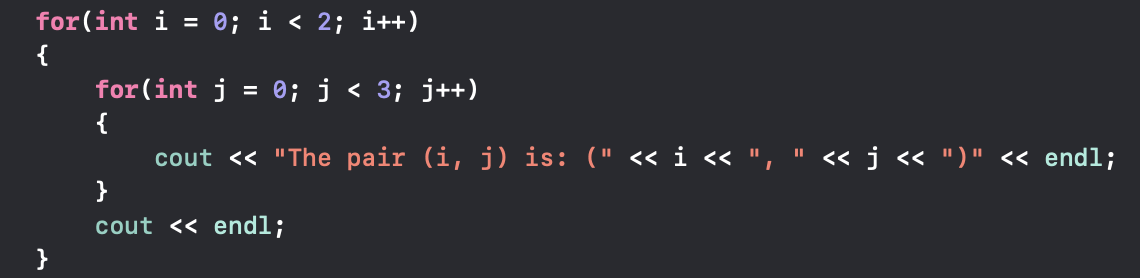 for(int i = 0; i < 2; i++)
{
    for(int j = 0; j < 3; j++)
    {
        cout << "The pair (i, j) is: (" << i << ", " << j << ")" << endl;
    }
    cout << endl;
}